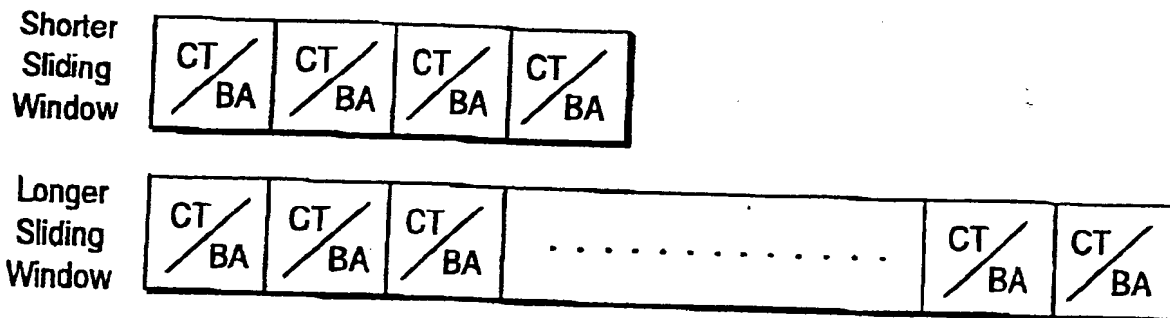 Shorter
Sliding
Window
CT/BA CT/BA CT/BA CT/BA
Longer
Sliding
Window
CT/BA CT/BA CT/BA ............. CT/BA CT/BA